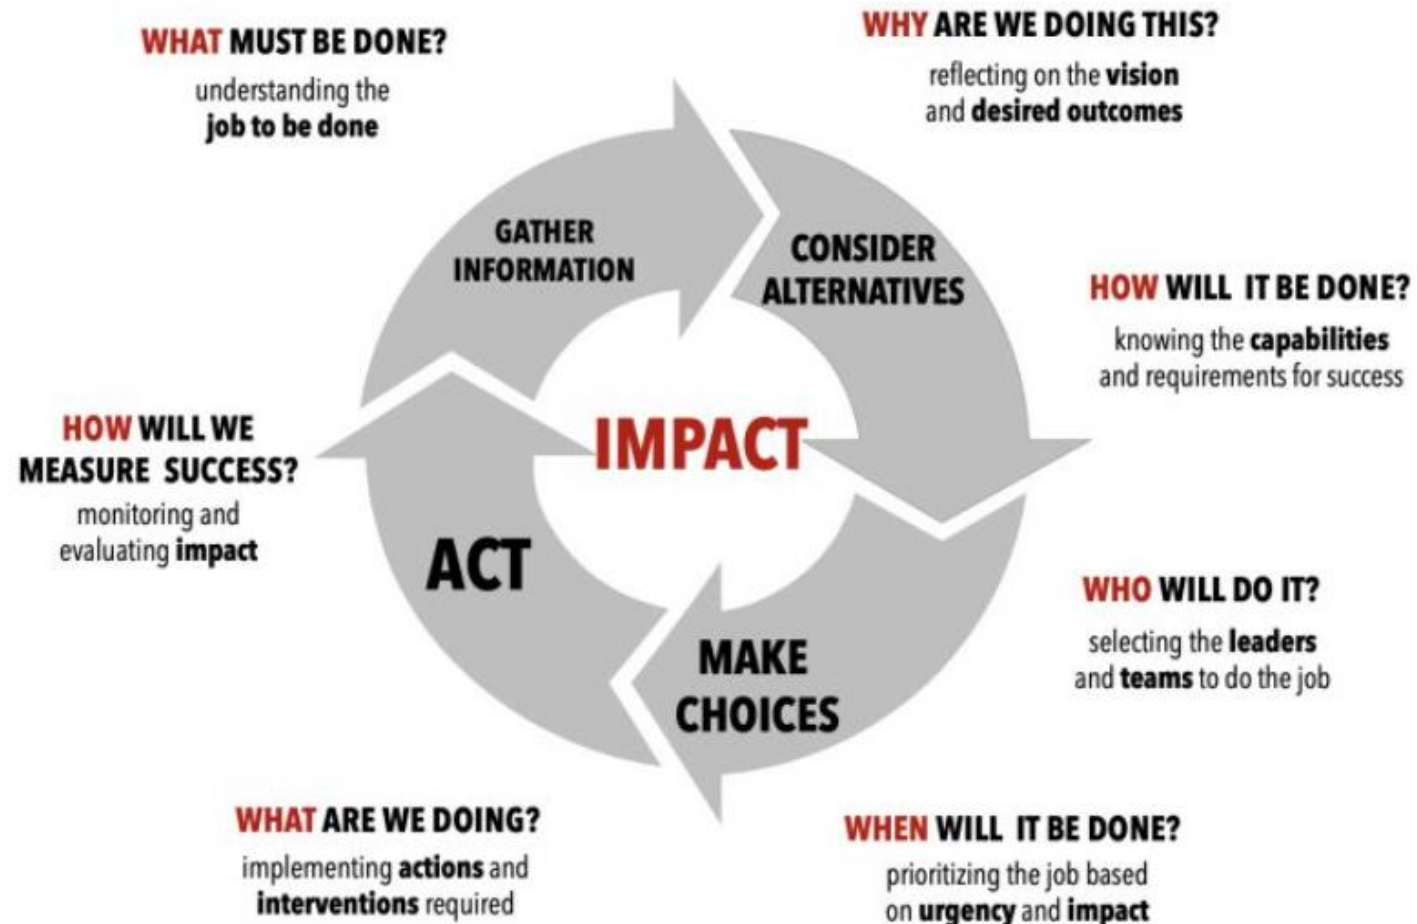 WHAT MUST BE DONE?
understanding the
job to be done
WHY ARE WE DOING THIS?
reflecting on the vision
and desired outcomes
GATHER
INFORMATION
CONSIDER
ALTERNATIVES
HOW WILL IT BE DONE?
knowing the capabilities
and requirements for success
HOW WILL WE
MEASURE SUCCESS?
monitoring and
evaluating impact
IMPACT
ACT
WHO WILL DO IT?
selecting the leaders
and teams to do the job
MAKE
CHOICES
WHAT ARE WE DOING?
implementing actions and
interventions required
WHEN WILL IT BE DONE?
prioritizing the job based
on urgency and impact